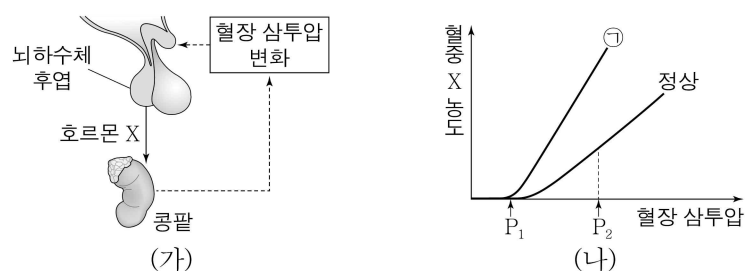 뇌하수체
후엽
혈장 삼투압
변화
호르몬 X
콩팥
(가)
혈중 X 농도
㉠
정상
P₁
P₂
혈장 삼투압
(나)